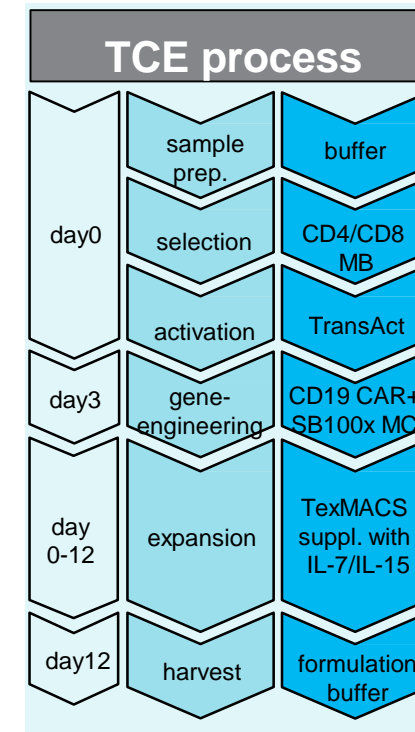 TCE process
day0
sample
prep.
buffer
selection
CD4/CD8
MB
activation
TransAct
day3
gene-
engineering
CD19 CAR+
SB100x MC
day
0-12
expansion
TexMACS
suppl. with
IL-7/IL-15
day12
harvest
formulation
buffer